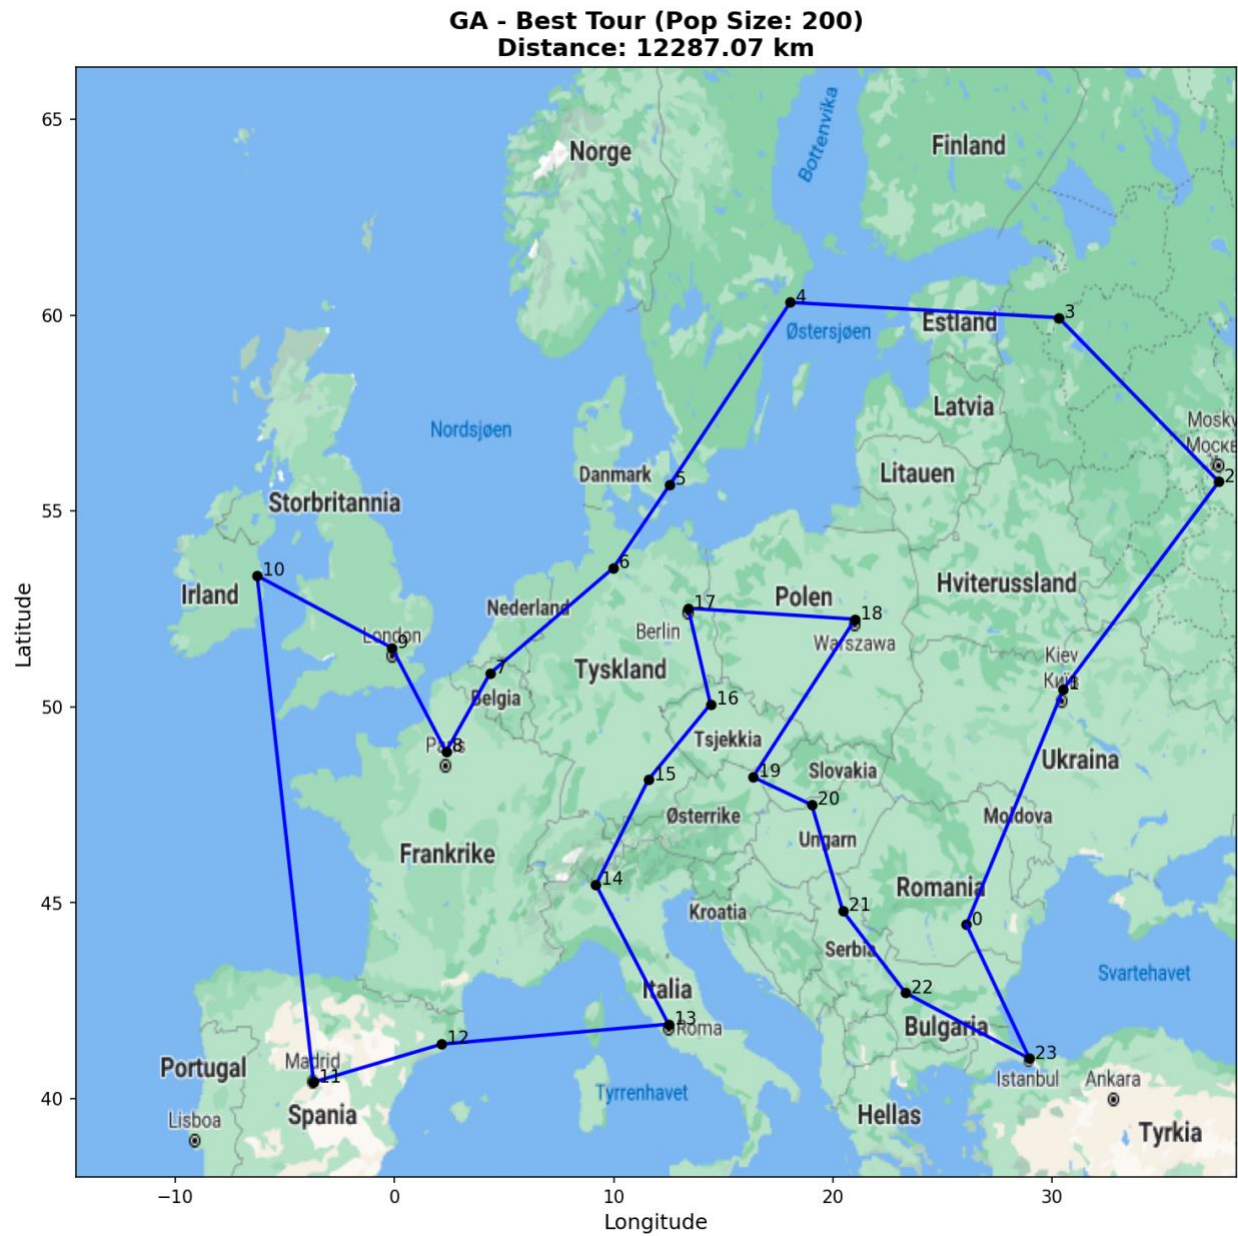 GA - Best Tour (Pop Size: 200)
Distance: 12287.07 km
65
60
55
50
45
40
Latitude
−10
0
10
20
30
Longitude
Norge
Bottenvika
Finland
4
3
Østersjøen
Estland
Nordsjøen
Latvia
Moskv
Москв
Danmark
5
Litauen
2
Storbritannia
10
6
Irland
Nederland
17
Polen
18
Hviterussland
London
9
Berlin
Warszawa
Tyskland
Kiev
7
Belgia
1
16
8
Tsjekkia
Ukraina
15
19
Slovakia
20
Østerrike
Moldova
Ungarn
Frankrike
14
Romania
Kroatia
21
0
Serbia
Svartehavet
22
Italia
13
Roma
Bulgaria
12
23
Portugal
Madrid
11
Istanbul
Ankara
Tyrrenhavet
Lisboa
Spania
Hellas
Tyrkia